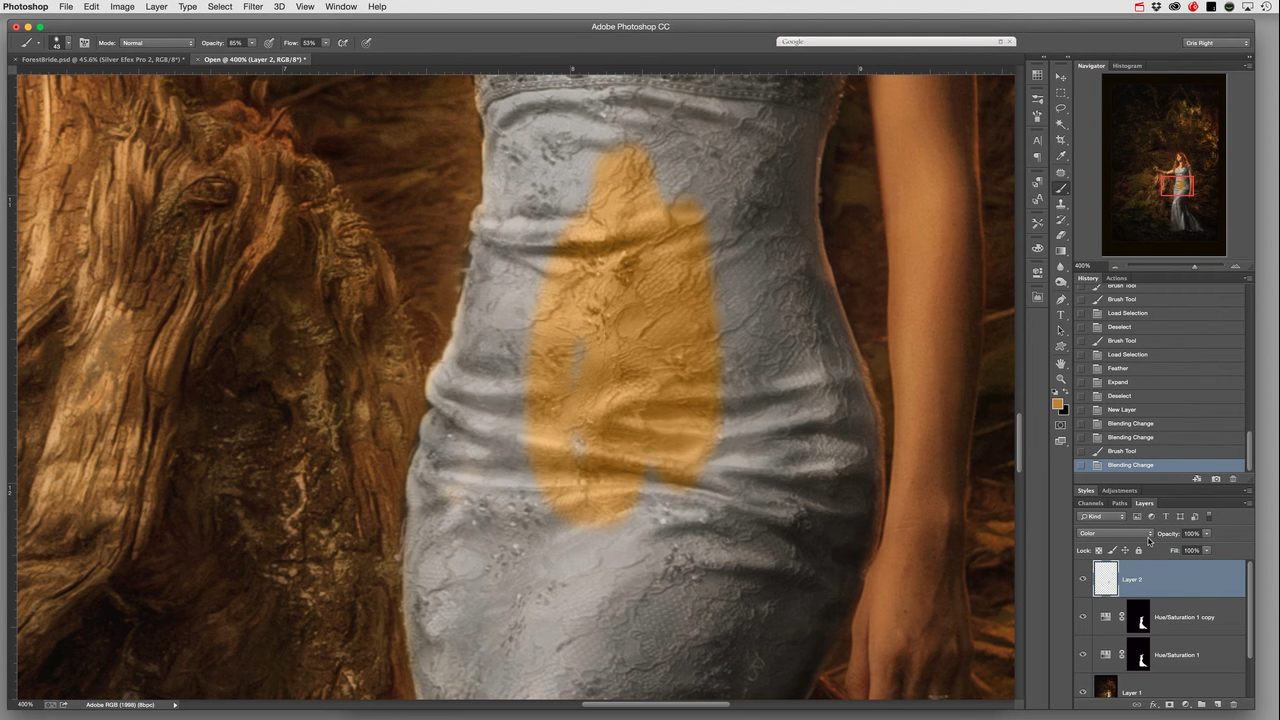 Photoshop File Edit Image Layer Type Select Filter 3D View Window Help
Adobe Photoshop CC
43 Mode: Normal Opacity: 85% Flow: 53% Google Cris Right
× ForestBride.psd @ 45.6% (Silver Efex Pro 2, RGB/8*) * × Open @ 400% (Layer 2, RGB/8*) *
Navigator Histogram
7 8 9
400%
History Actions
Brush Tool
Brush Tool
Load Selection
Deselect
Brush Tool
Load Selection
Feather
Expand
Deselect
New Layer
Blending Change
Blending Change
Brush Tool
Blending Change
Styles Adjustments
Channels Paths Layers
Kind
Color Opacity: 100%
Lock: Fill: 100%
Layer 2
Hue/Saturation 1 copy
Hue/Saturation 1
Layer 1
400% Adobe RGB (1998) (8bpc)